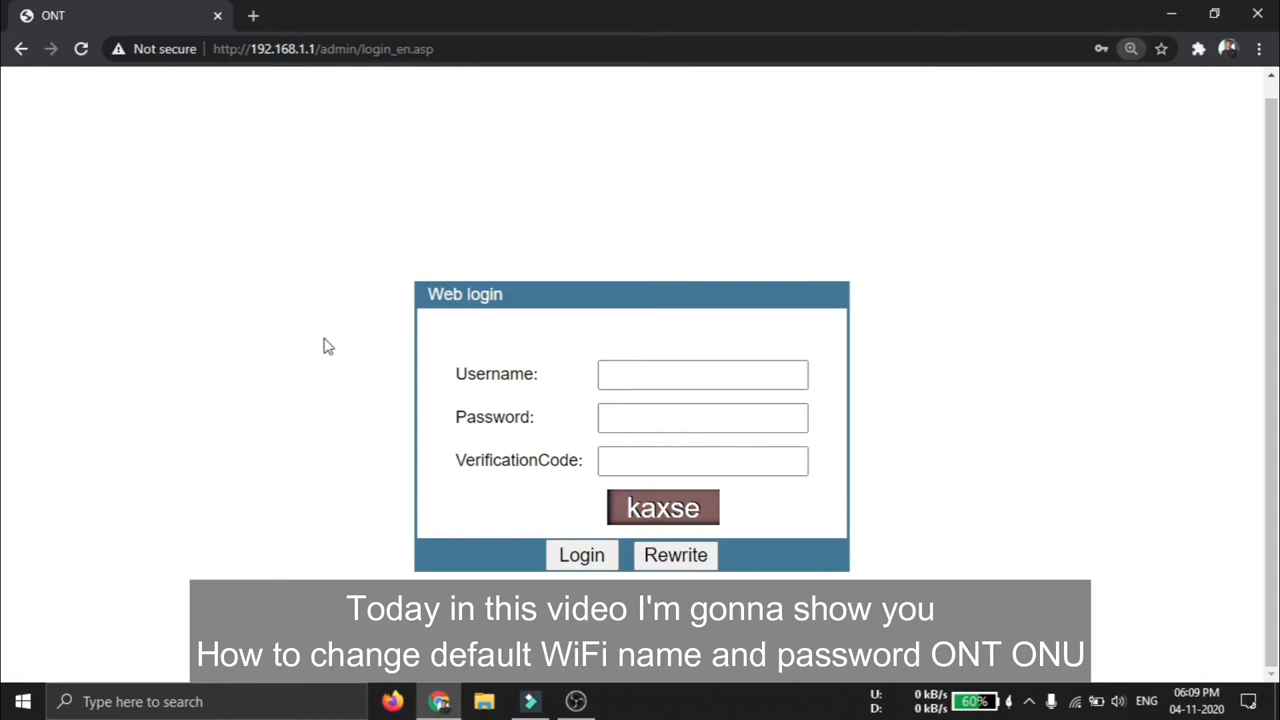 ONT
Not secure
http://192.168.1.1/admin/login_en.asp
Web login
Username:
Password:
VerificationCode:
kaxse
Login Rewrite
Today in this video I'm gonna show you
How to change default WiFi name and password ONT ONU
Type here to search
U: 0 kB/s
D: 0 kB/s
60%
ENG
06:09 PM
04-11-2020